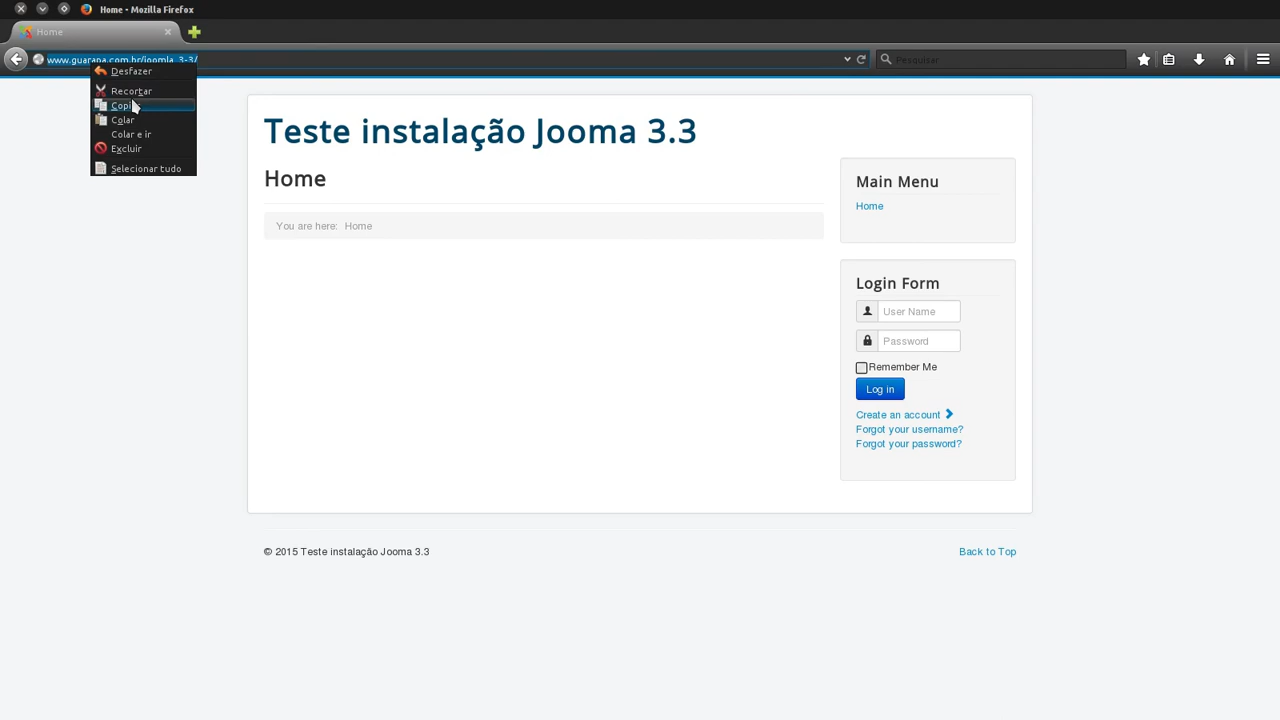 Home - Mozilla Firefox
Home
www.guarapa.com.br/joomla_3-3/
Pesquisar
Desfazer
Recortar
Colar
Colar e ir
Excluir
Selecionar tudo
Teste instalação Jooma 3.3
Home
You are here: Home
Main Menu
Home
Login Form
User Name
Password
Remember Me
Log in
Create an account
Forgot your username?
Forgot your password?
© 2015 Teste instalação Jooma 3.3
Back to Top